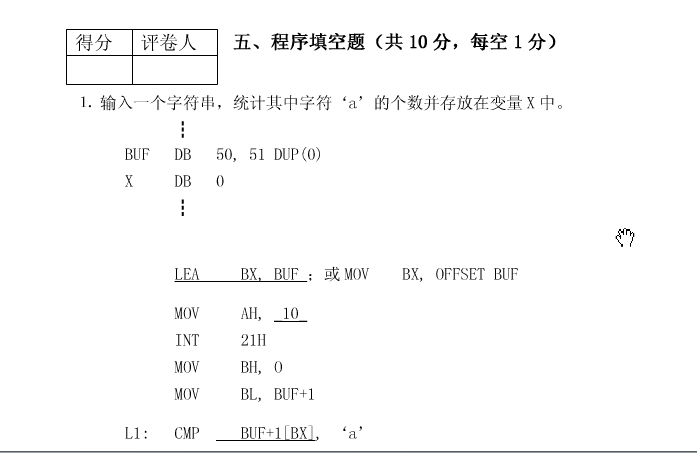 得分 评卷人 五、程序填空题（共 10 分，每空 1 分）
1. 输入一个字符串，统计其中字符‘a’的个数并存放在变量 X 中。
BUF DB 50, 51 DUP(0)
X DB 0
LEA BX, BUF ；或 MOV BX, OFFSET BUF
MOV AH, _10_
INT 21H
MOV BH, 0
MOV BL, BUF+1
L1: CMP BUF+1[BX], ‘a’